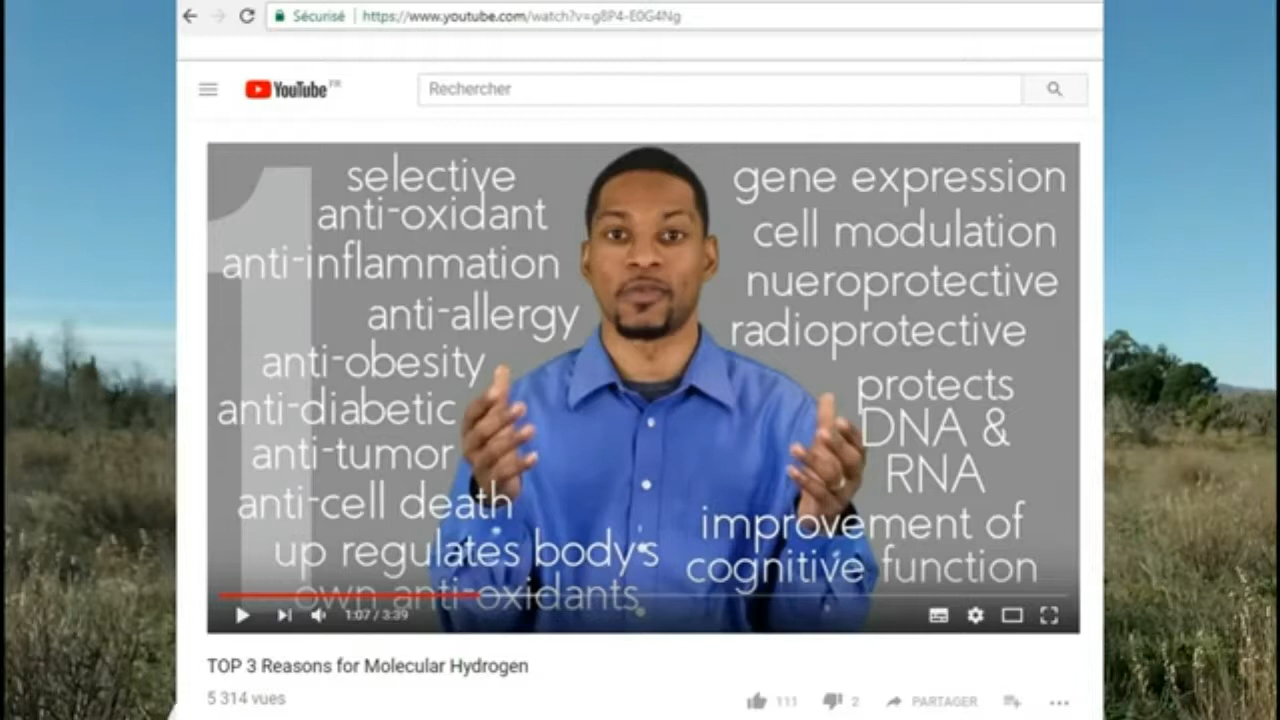 Sécurisé https://www.youtube.com/watch?v=g8P4-E0G4Ng
YouTube FR
Rechercher
1
selective
anti-oxidant
anti-inflammation
anti-allergy
anti-obesity
anti-diabetic
anti-tumor
anti-cell death
up regulates body's
own anti-oxidants
gene expression
cell modulation
nueroprotective
radioprotective
protects
DNA &
RNA
improvement of
cognitive function
1:07 / 3:39
TOP 3 Reasons for Molecular Hydrogen
5 314 vues
111
2
PARTAGER